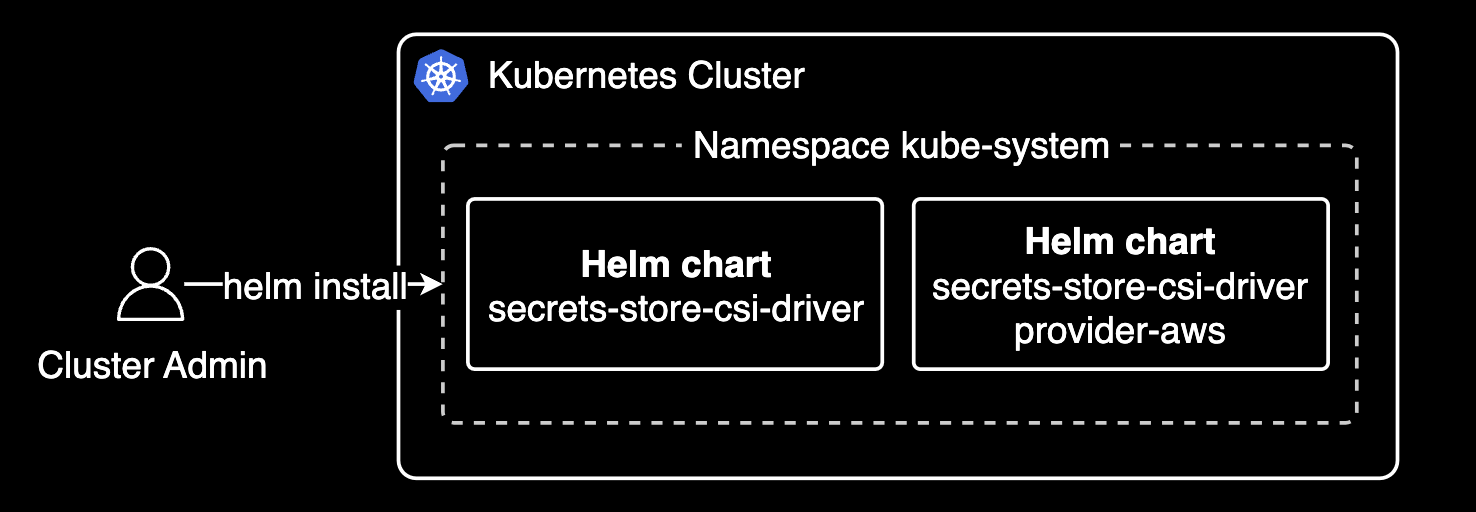 Kubernetes Cluster
Namespace kube-system
Helm chart
secrets-store-csi-driver
Helm chart
secrets-store-csi-driver
provider-aws
helm install
Cluster Admin